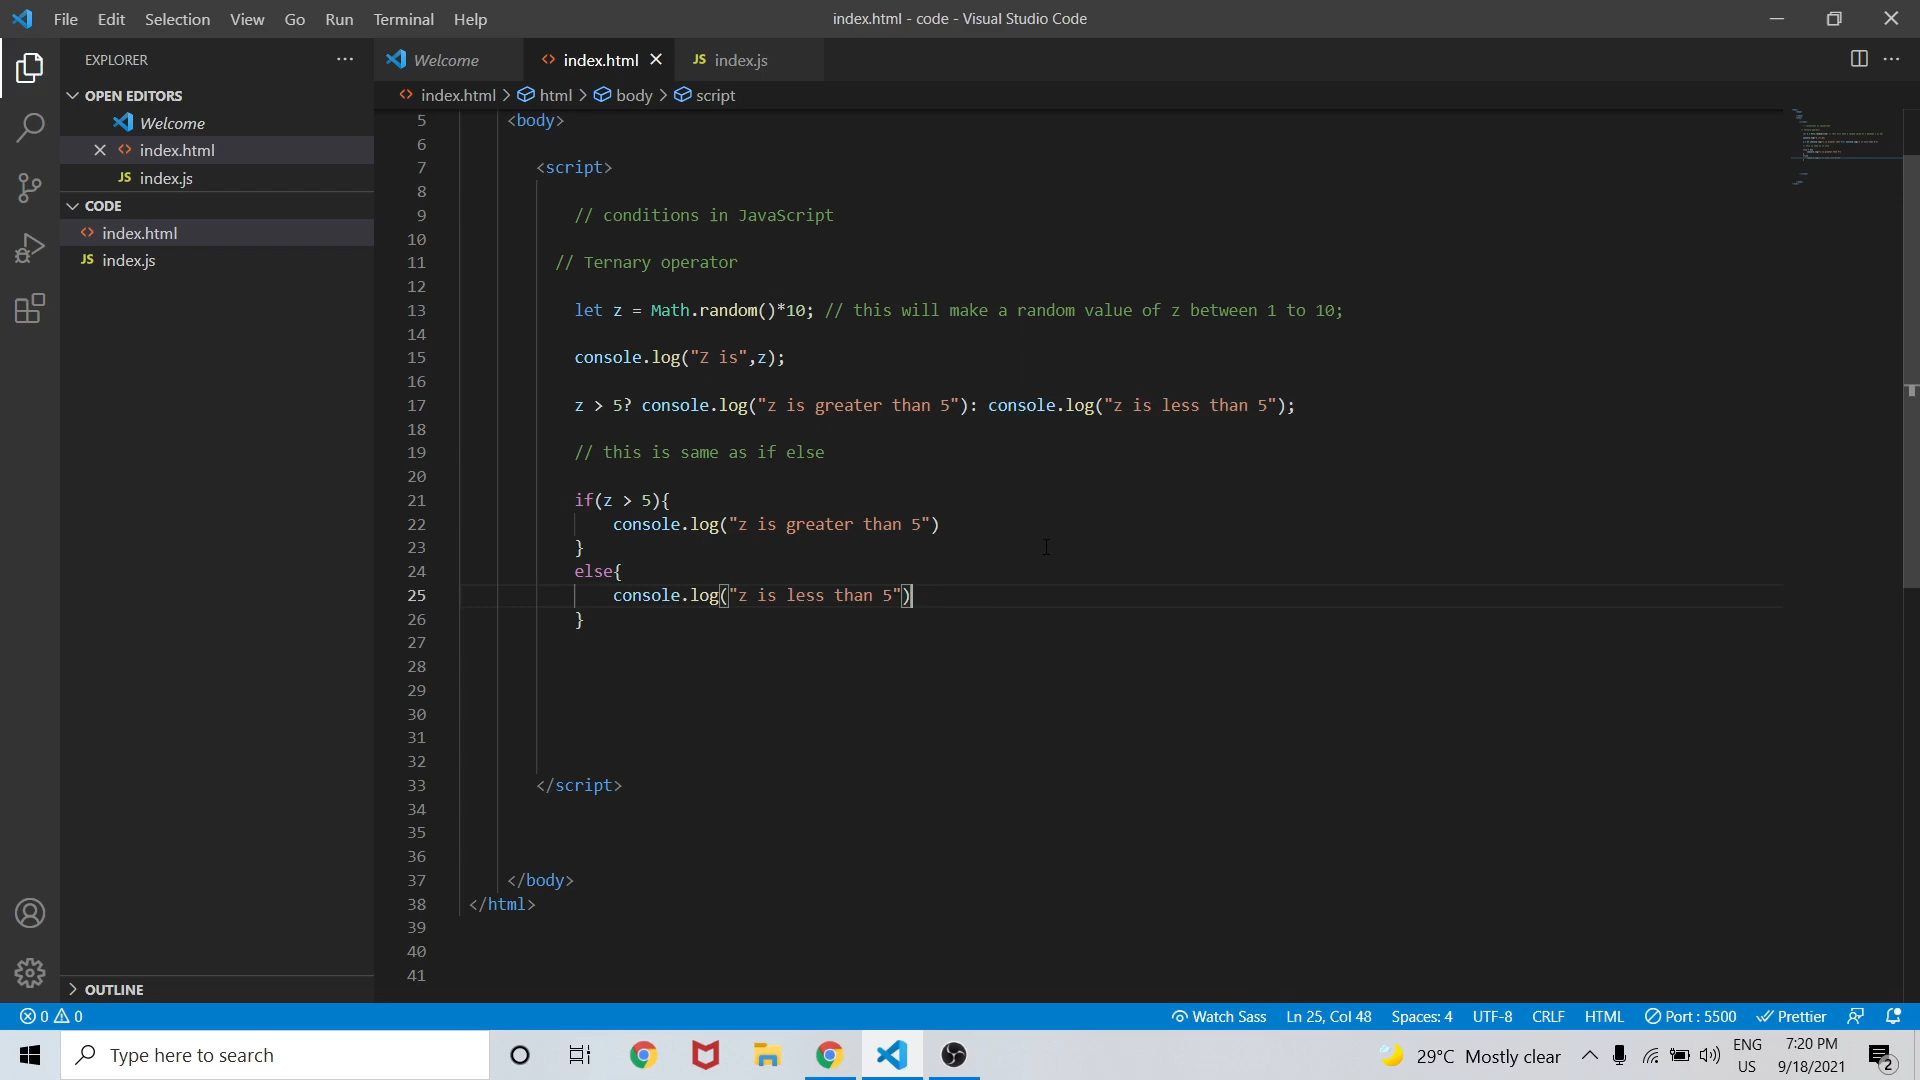 File Edit Selection View Go Run Terminal Help
index.html - code - Visual Studio Code
EXPLORER
Welcome
index.html
JS index.js
OPEN EDITORS
Welcome
index.html
JS index.js
CODE
index.html
JS index.js
OUTLINE
index.html > html > body > script
5 <body>
6
7 <script>
8
9 // conditions in JavaScript
10
11 // Ternary operator
12
13 let z = Math.random()*10; // this will make a random value of z between 1 to 10;
14
15 console.log("Z is",z);
16
17 z > 5? console.log("z is greater than 5"): console.log("z is less than 5");
18
19 // this is same as if else
20
21 if(z > 5){
22 console.log("z is greater than 5")
23 }
24 else{
25 console.log("z is less than 5")
26 }
27
28
29
30
31
32
33 </script>
34
35
36
37 </body>
38 </html>
39
40
41
0 0
Watch Sass Ln 25, Col 48 Spaces: 4 UTF-8 CRLF HTML Port : 5500 Prettier
Type here to search
29°C Mostly clear
ENG
US
7:20 PM
9/18/2021
2